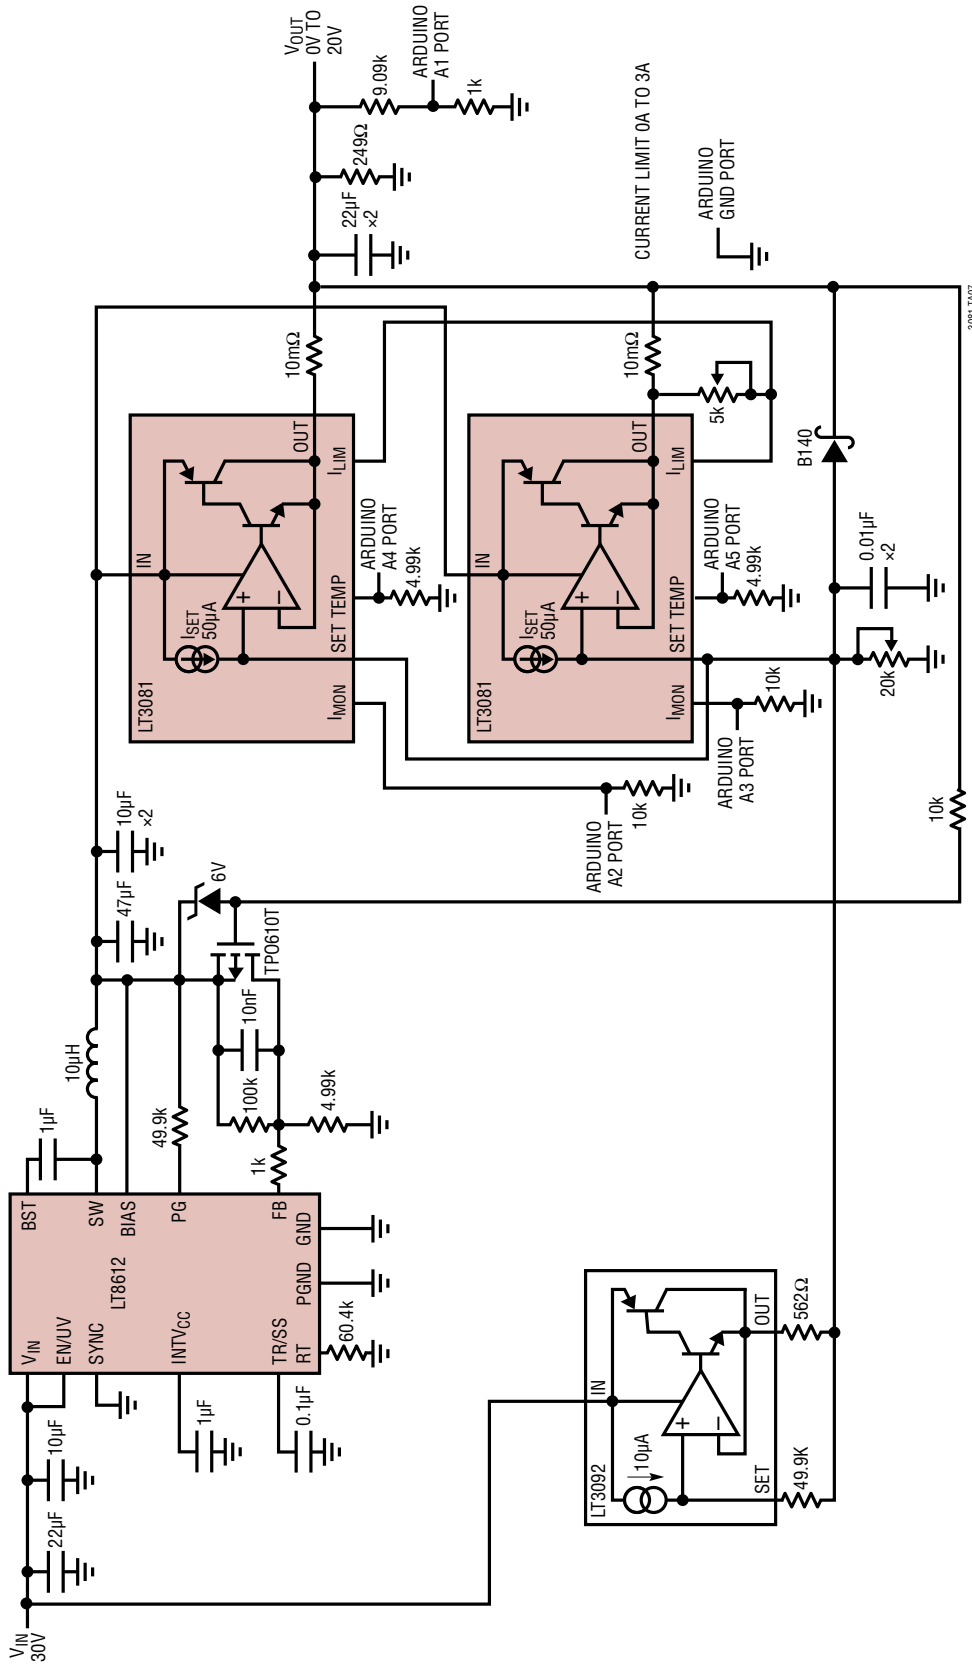 VIN
30V
22µF
10µF
VIN
EN/UV
SYNC
INTVCC
TR/SS
RT
LT8612
BST
SW
BIAS
PG
FB
GND
PGND
1µF
0.1µF
60.4k
1µF
10µH
49.9k
1k
100k
10nF
4.99k
TPO610T
6V
47µF
10µF
×2
LT3081
IN
ISET
50µA
+
–
OUT
ILIM
IMON
SET TEMP
10mΩ
ARDUINO
A4 PORT
4.99k
VOUT
0V TO
20V
22µF
×2
249Ω
9.09k
ARDUINO
A1 PORT
1k
LT3081
IN
ISET
50µA
+
–
OUT
ILIM
IMON
SET TEMP
10mΩ
5k
CURRENT LIMIT 0A TO 3A
ARDUINO
GND PORT
ARDUINO
A5 PORT
4.99k
ARDUINO
A2 PORT
10k
ARDUINO
A3 PORT
10k
B140
0.01µF
×2
20k
10k
LT3092
IN
10µA
+
–
SET
OUT
49.9K
562Ω
3081 TA07